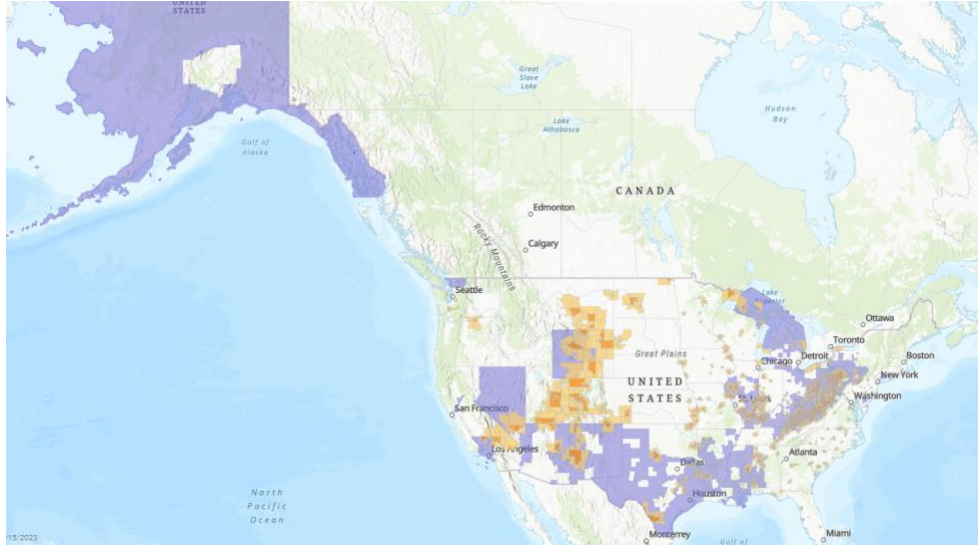 UNITED
STATES
Great
Slave
Lake
Hudson
Bay
Lake
Athabasca
Gulf of
Alaska
CANADA
Edmonton
Calgary
Rocky Mountains
Seattle
Lake
Superior
Ottawa
Toronto
Great Plains
Chicago
Detroit
Boston
New York
UNITED
STATES
St. Louis
Washington
San Francisco
Los Angeles
Atlanta
Dallas
North
Pacific
Ocean
Houston
/15/2023
Miami
Monterrey
Gulf of